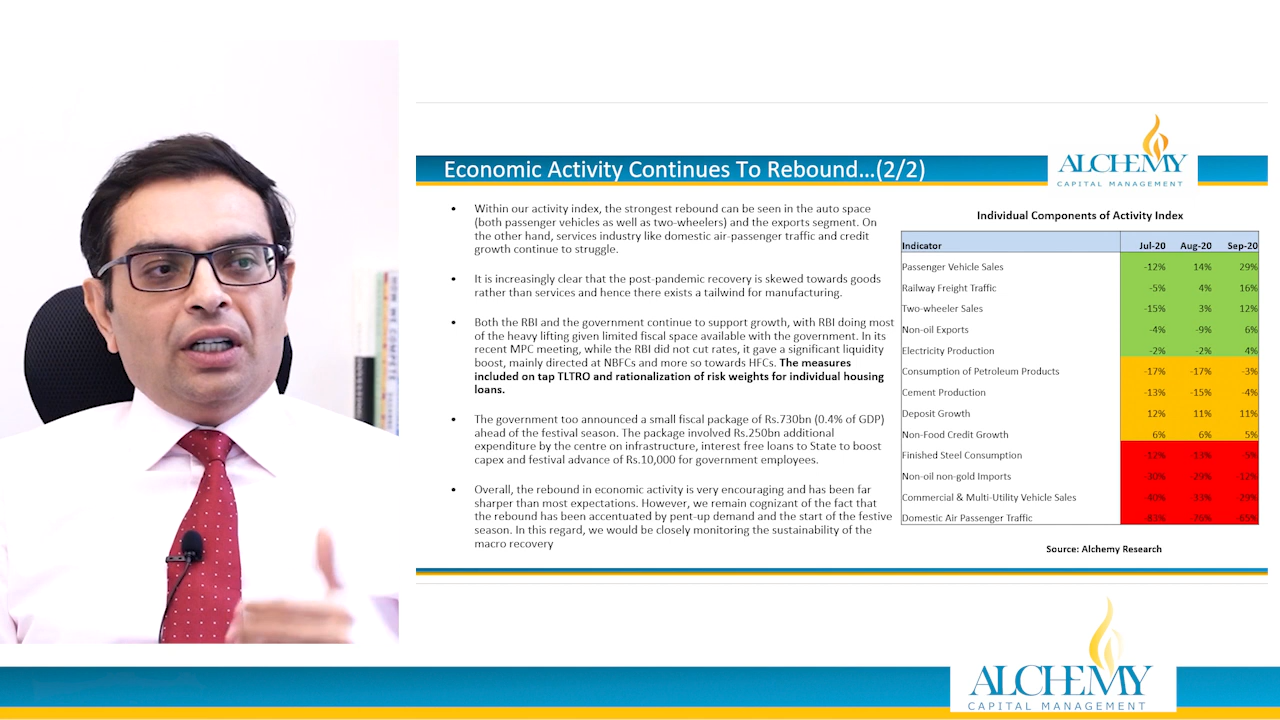 Economic Activity Continues To Rebound...(2/2)
ALCHEMY
CAPITAL MANAGEMENT
• Within our activity index, the strongest rebound can be seen in the auto space
(both passenger vehicles as well as two-wheelers) and the exports segment. On
the other hand, services industry like domestic air-passenger traffic and credit
growth continue to struggle.
• It is increasingly clear that the post-pandemic recovery is skewed towards goods
rather than services and hence there exists a tailwind for manufacturing.
• Both the RBI and the government continue to support growth, with RBI doing most
of the heavy lifting given limited fiscal space available with the government. In its
recent MPC meeting, while the RBI did not cut rates, it gave a significant liquidity
boost, mainly directed at NBFCs and more so towards HFCs. The measures
included on tap TLTRO and rationalization of risk weights for individual housing
loans.
• The government too announced a small fiscal package of Rs.730bn (0.4% of GDP)
ahead of the festival season. The package involved Rs.250bn additional
expenditure by the centre on infrastructure, interest free loans to State to boost
capex and festival advance of Rs.10,000 for government employees.
• Overall, the rebound in economic activity is very encouraging and has been far
sharper than most expectations. However, we remain cognizant of the fact that
the rebound has been accentuated by pent-up demand and the start of the festive
season. In this regard, we would be closely monitoring the sustainability of the
macro recovery
Individual Components of Activity Index
Indicator Jul-20 Aug-20 Sep-20
Passenger Vehicle Sales -12% 14% 29%
Railway Freight Traffic -5% 4% 16%
Two-wheeler Sales -15% 3% 12%
Non-oil Exports -4% -9% 6%
Electricity Production -2% -2% 4%
Consumption of Petroleum Products -17% -17% -3%
Cement Production -13% -15% -4%
Deposit Growth 12% 11% 11%
Non-Food Credit Growth 6% 6% 5%
Finished Steel Consumption
Non-oil non-gold Imports -30% -29% -12%
Commercial & Multi-Utility Vehicle Sales -40% -33% -29%
Domestic Air Passenger Traffic -83% -76% -65%
Source: Alchemy Research
ALCHEMY
CAPITAL MANAGEMENT